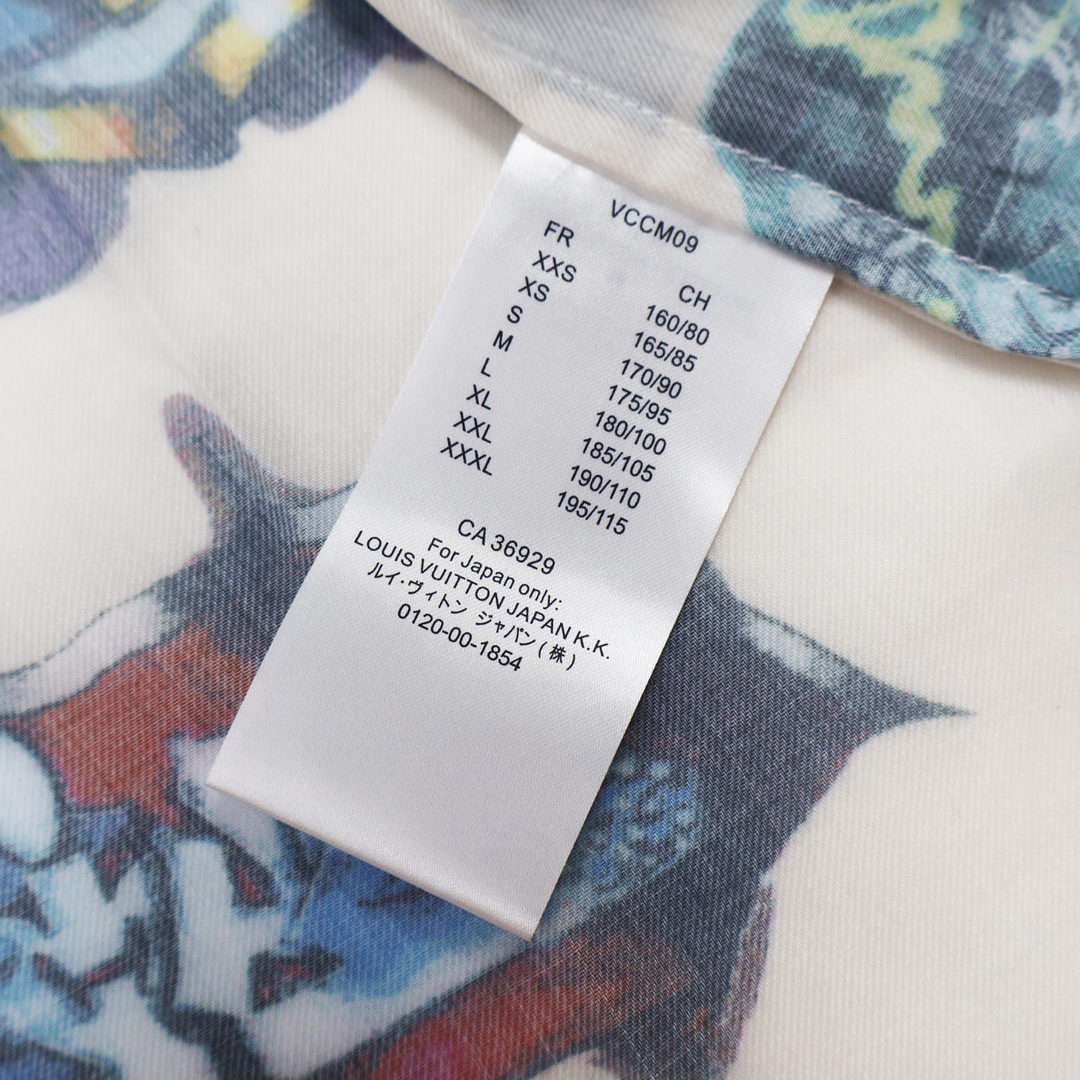 VCCM09
FR CH
XXS 160/80
XS 165/85
S 170/90
M 175/95
L 180/100
XL 185/105
XXL 190/110
XXXL 195/115
CA 36929
For Japan only:
LOUIS VUITTON JAPAN K.K.
ルイ・ヴィトン ジャパン (株)
0120-00-1854